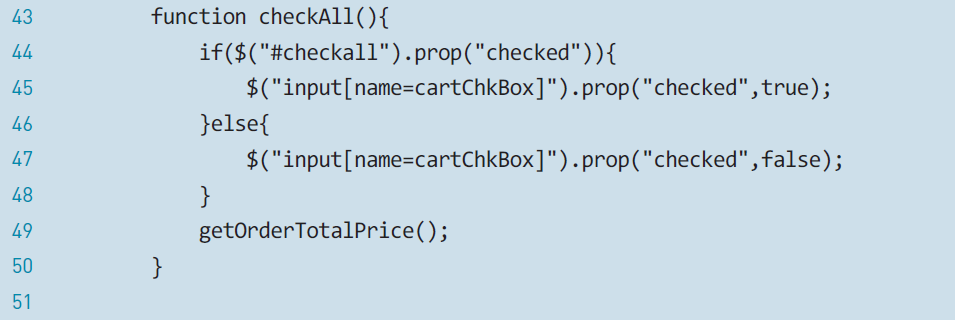 43 function checkAll(){
44 if($("#checkall").prop("checked")){
45 $("input[name=cartChkBox]").prop("checked",true);
46 }else{
47 $("input[name=cartChkBox]").prop("checked",false);
48 }
49 getOrderTotalPrice();
50 }
51